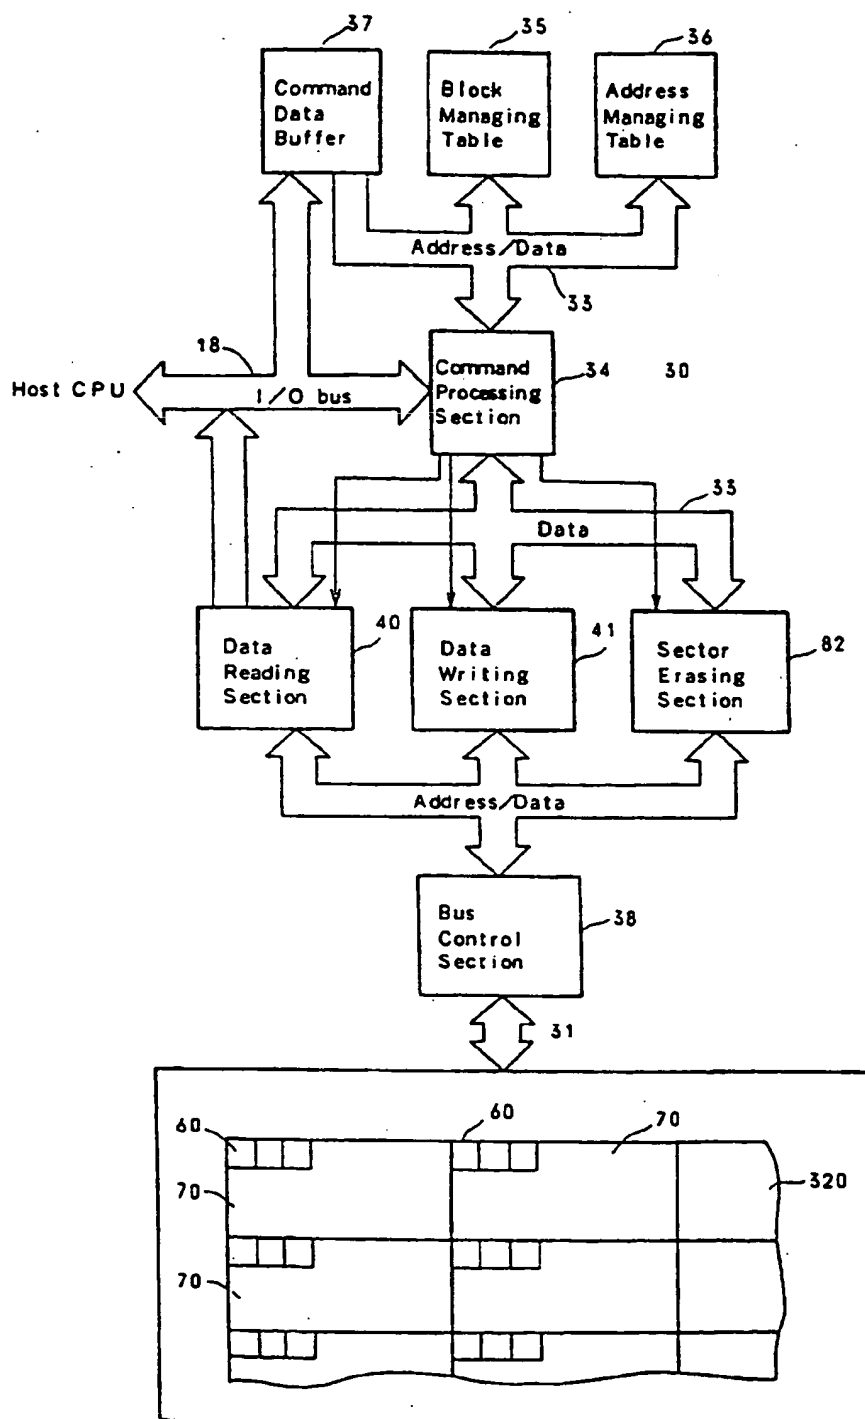 37
35
36
Command
Data
Buffer
Block
Managing
Table
Address
Managing
Table
Address/Data
33
18
Host CPU
I/O bus
Command
Processing
Section
34
30
33
Data
Data
Reading
Section
40
Data
Writing
Section
41
Sector
Erasing
Section
82
Address/Data
Bus
Control
Section
38
31
60
60
70
320
70
70